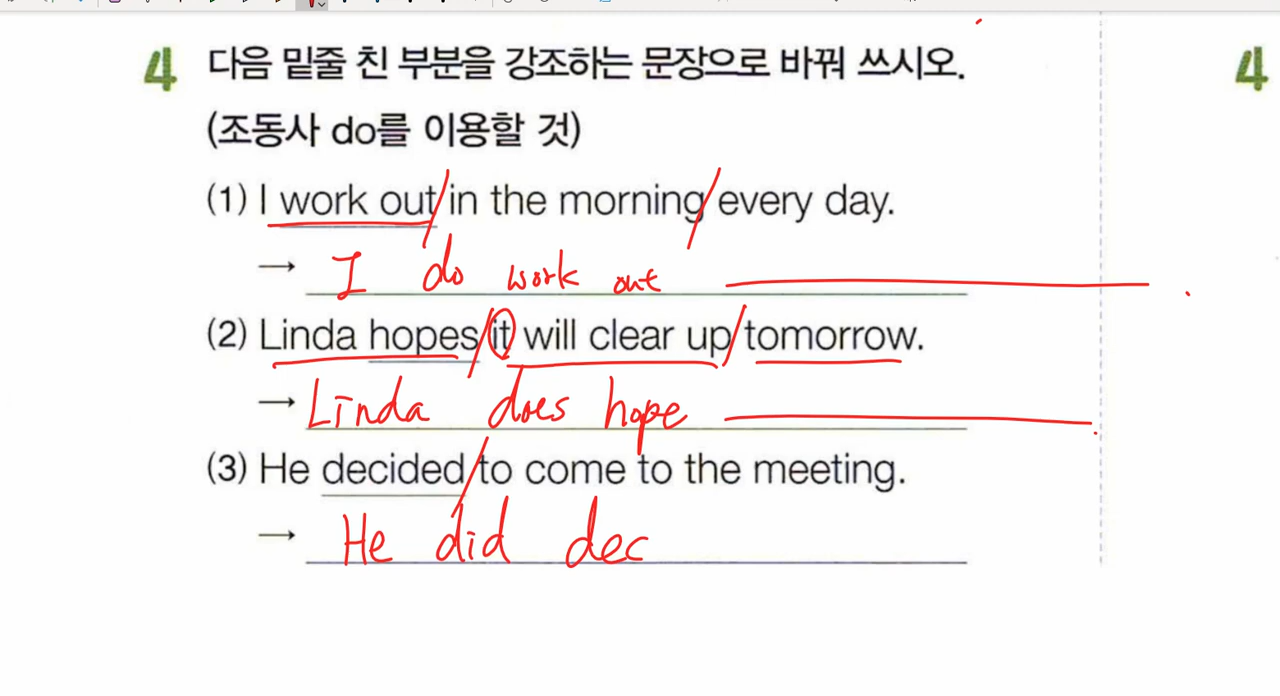 4 다음 밑줄 친 부분을 강조하는 문장으로 바꿔 쓰시오. 4
(조동사 do를 이용할 것)
(1) I work out in the morning every day.
→ I do work out
(2) Linda hopes it will clear up tomorrow.
→ Linda does hope
(3) He decided to come to the meeting.
→ He did dec